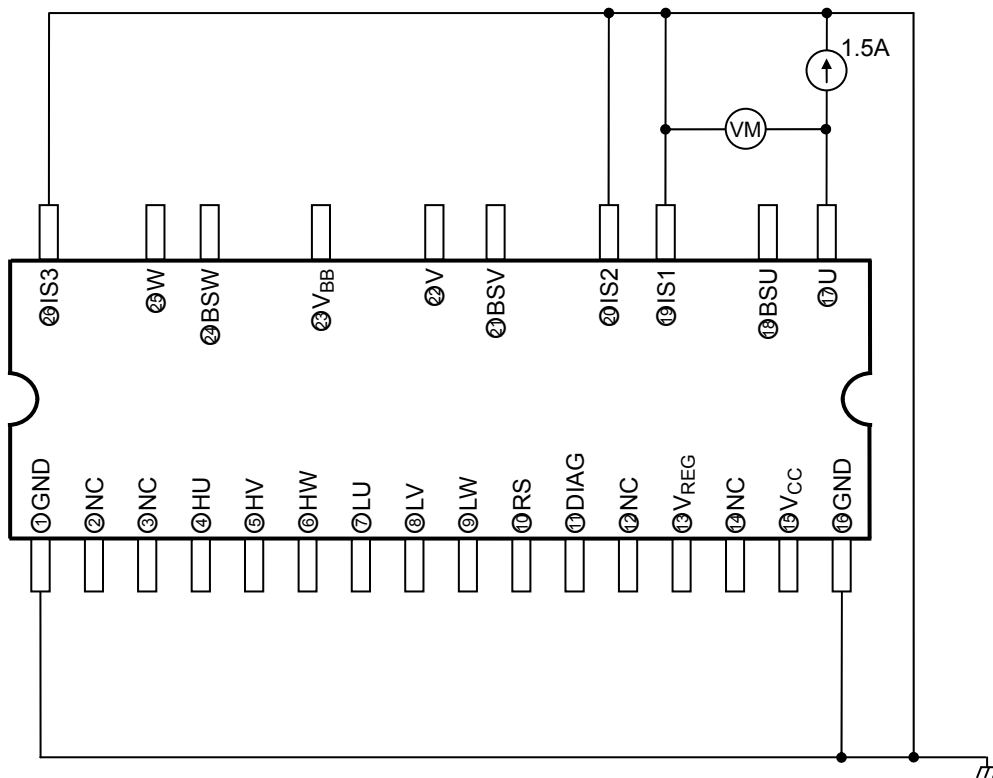 1.5A
VM
㉖IS3
㉕W
㉔BSW
㉓VBB
㉒V
㉑BSV
⑳IS2
⑲IS1
⑱BSU
⑰U
①GND
②NC
③NC
④HU
⑤HV
⑥HW
⑦LU
⑧LV
⑨LW
⑩RS
⑪DIAG
⑫NC
⑬VREG
⑭NC
⑮VCC
⑯GND